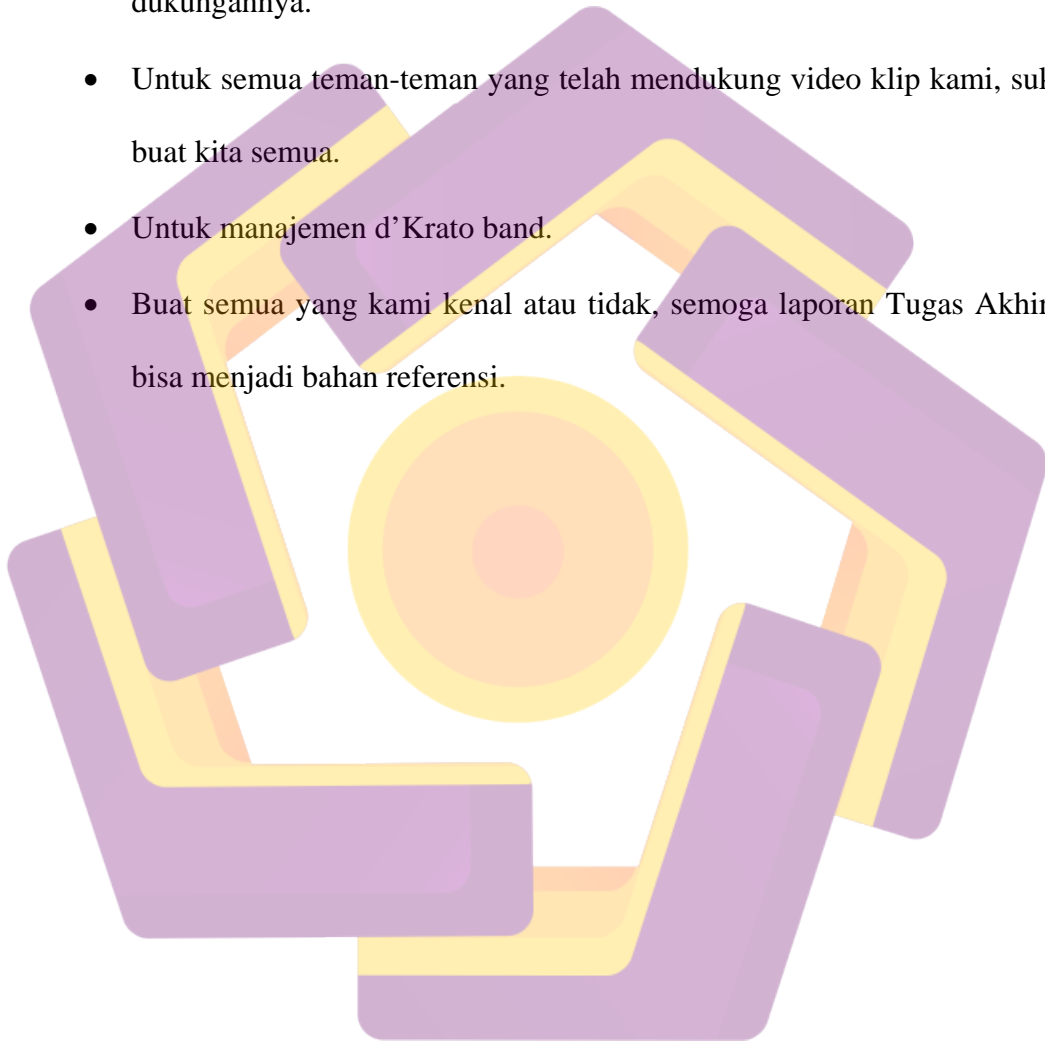 dukungannya.
• Untuk semua teman-teman yang telah mendukung video klip kami,
buat kita semua.
• Untuk manajemen d’Krato band.
• Buat semua yang kami kenal atau tidak, semoga laporan Tugas Akhir
bisa menjadi bahan referensi.